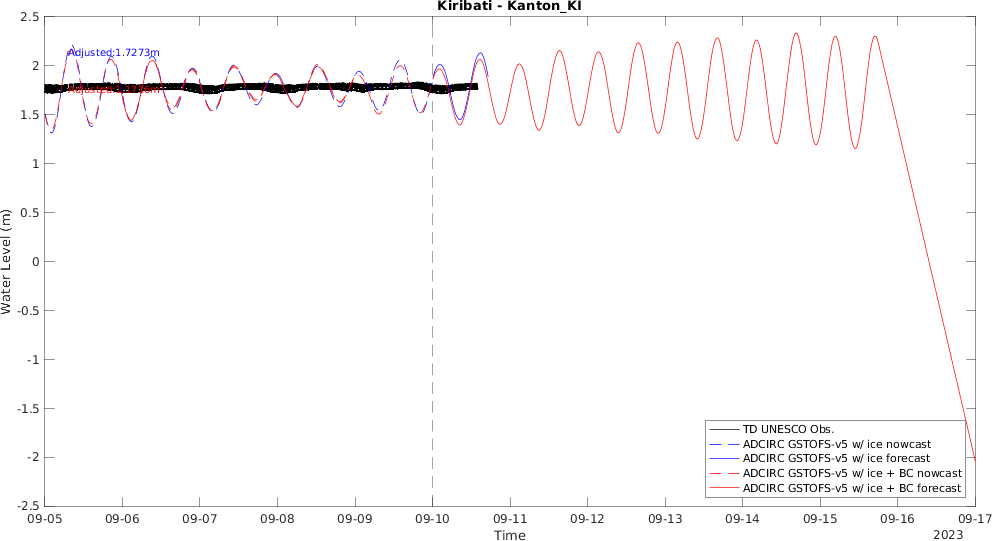 Kiribati - Kanton_KI
2.5
2
1.5
1
0.5
0
-0.5
-1
-1.5
-2
-2.5
Water Level (m)
Adjusted:1.7273m
TD UNESCO Obs.
ADCIRC GSTOFS-v5 w/ ice nowcast
ADCIRC GSTOFS-v5 w/ ice forecast
ADCIRC GSTOFS-v5 w/ ice + BC nowcast
ADCIRC GSTOFS-v5 w/ ice + BC forecast
09-05 09-06 09-07 09-08 09-09 09-10 09-11 09-12 09-13 09-14 09-15 09-16 09-17
Time
2023